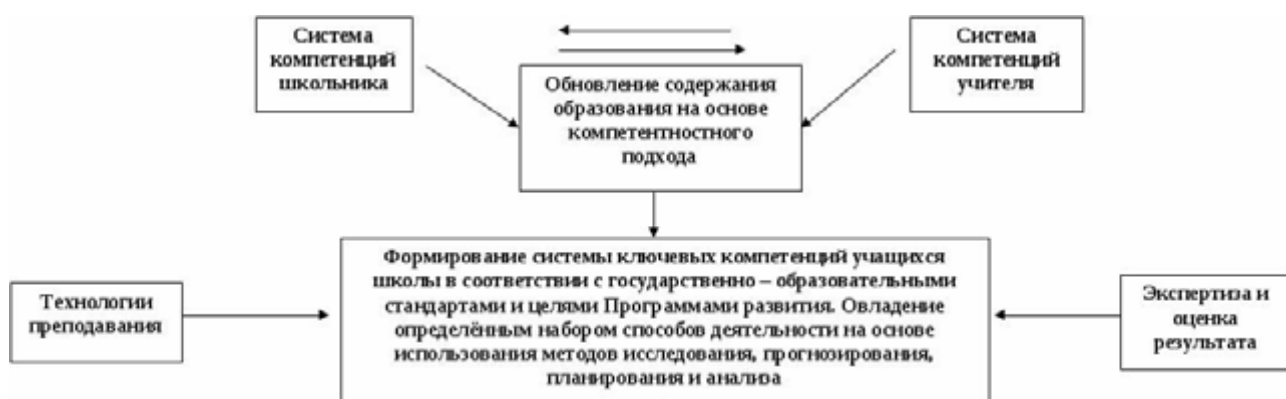 Система
компетенций
школьника
Система
компетенций
учителя
Обновление содержания
образования на основе
компетентностного
подхода
Формирование системы ключевых компетенций учащихся
школы в соответствии с государственно – образовательными
стандартами и целями Программами развития. Овладение
определённым набором способов деятельности на основе
использования методов исследования, прогнозирования,
планирования и анализа
Технологии
преподавания
Экспертиза и
оценка
результата